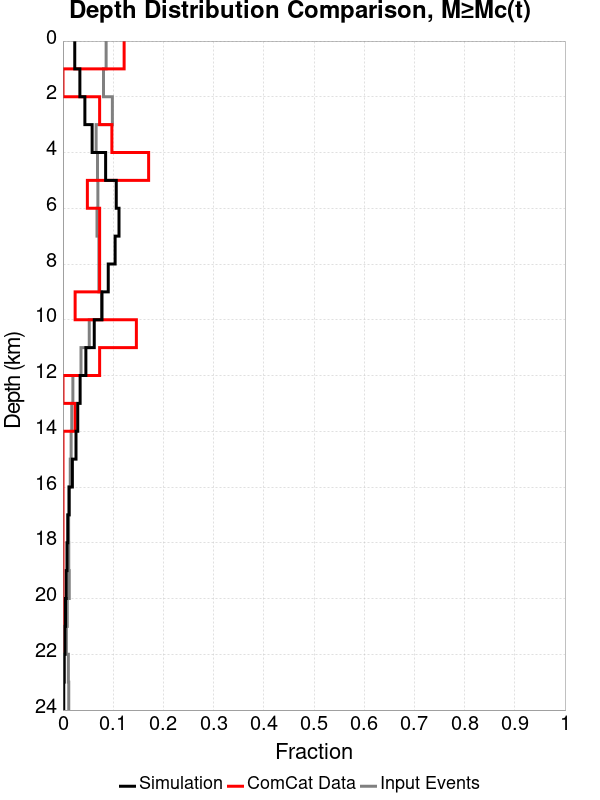 Depth Distribution Comparison, M≥Mc(t)
0
2
4
6
8
10
12
14
16
18
20
22
24
Depth (km)
0 0.1 0.2 0.3 0.4 0.5 0.6 0.7 0.8 0.9 1
Fraction
Simulation ComCat Data Input Events